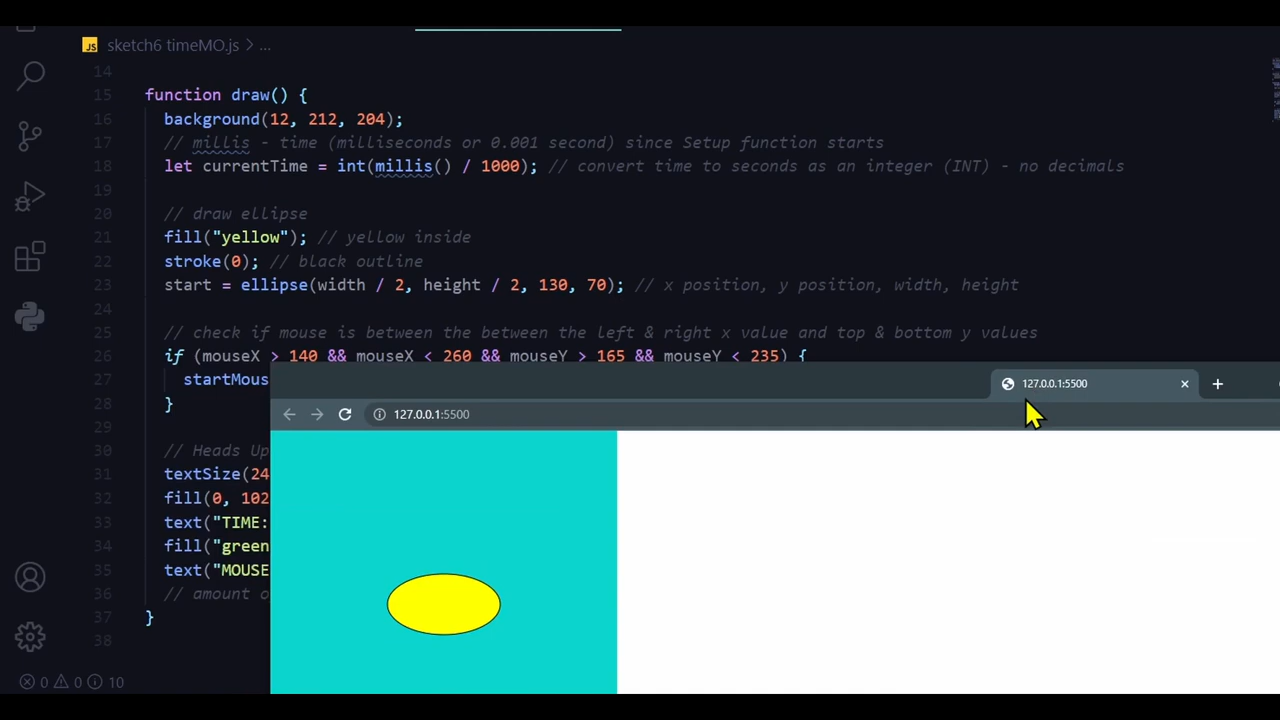 JS sketch6 timeMO.js > ...
14
15 function draw() {
16 background(12, 212, 204);
17 // millis - time (milliseconds or 0.001 second) since Setup function starts
18 let currentTime = int(millis() / 1000); // convert time to seconds as an integer (INT) - no decimals
19
20 // draw ellipse
21 fill("yellow"); // yellow inside
22 stroke(0); // black outline
23 start = ellipse(width / 2, height / 2, 130, 70); // x position, y position, width, height
24
25 // check if mouse is between the between the left & right x value and top & bottom y values
26 if (mouseX > 140 && mouseX < 260 && mouseY > 165 && mouseY < 235) {
27 startMous
28 }
29
30 // Heads Up
31 textSize(24
32 fill(0, 102
33 text("TIME:
34 fill("green
35 text("MOUSE
36 // amount o
37 }
38
127.0.0.1:5500
127.0.0.1:5500
0 0 10